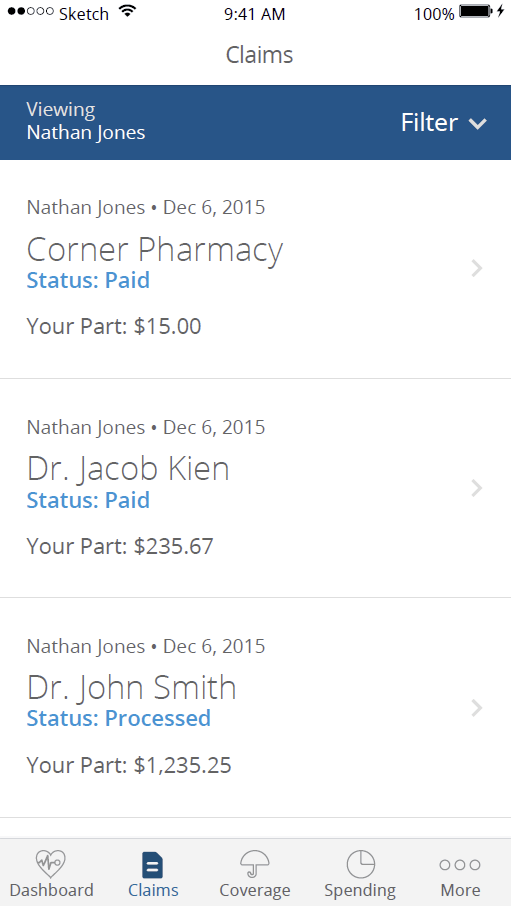 Sketch 9:41 AM 100%
Claims
Viewing
Nathan Jones
Filter
Nathan Jones • Dec 6, 2015
Corner Pharmacy
Status: Paid
Your Part: $15.00
Nathan Jones • Dec 6, 2015
Dr. Jacob Kien
Status: Paid
Your Part: $235.67
Nathan Jones • Dec 6, 2015
Dr. John Smith
Status: Processed
Your Part: $1,235.25
Dashboard Claims Coverage Spending More